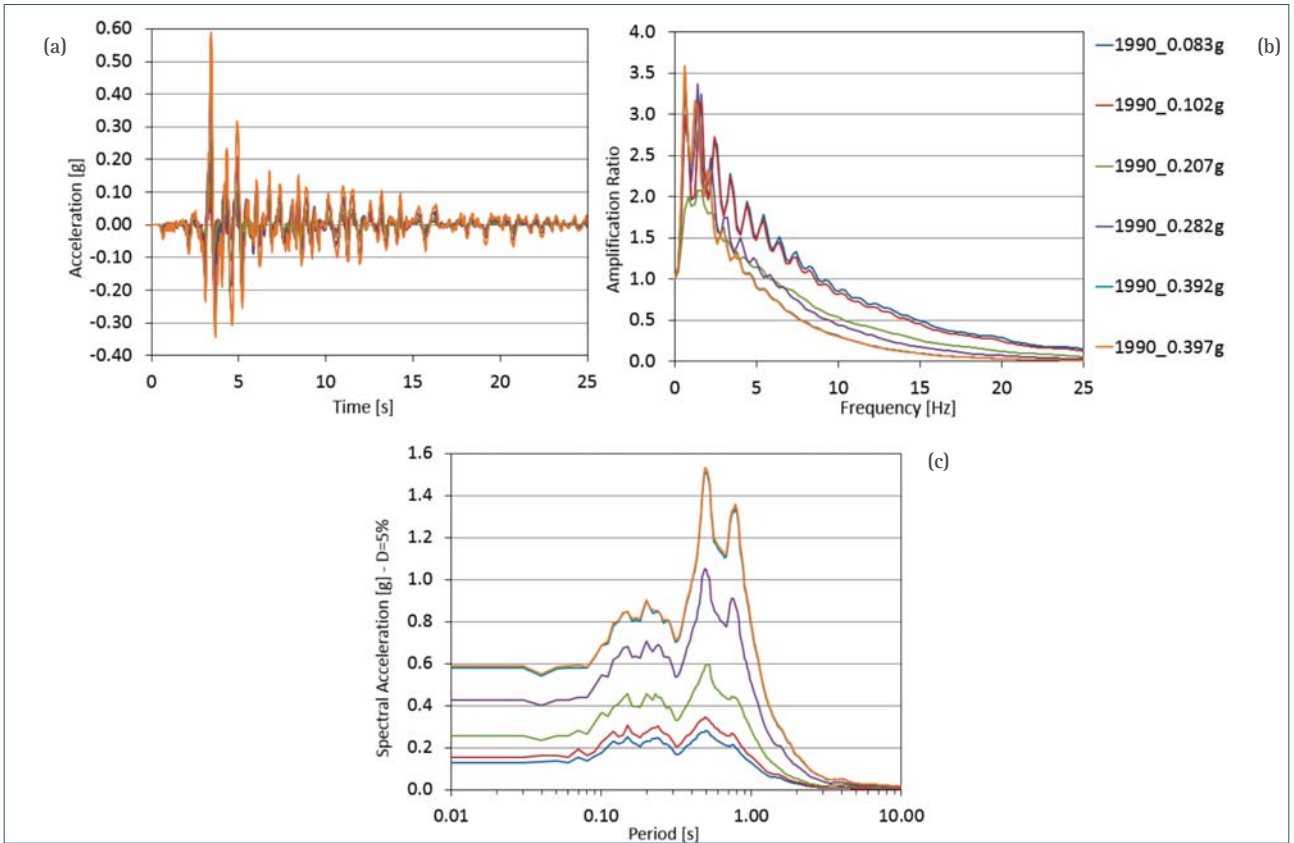 (a)
0.60
0.50
0.40
0.30
0.20
0.10
0.00
-0.10
-0.20
-0.30
-0.40
Acceleration [g]
0 5 10 15 20 25
Time [s]
4.0
3.5
3.0
2.5
2.0
1.5
1.0
0.5
0.0
Amplification Ratio
0 5 10 15 20 25
Frequency [Hz]
1990_0.083g
1990_0.102g
1990_0.207g
1990_0.282g
1990_0.392g
1990_0.397g
(b)
1.6
1.4
1.2
1.0
0.8
0.6
0.4
0.2
0.0
Spectral Acceleration [g] - D=5%
0.01 0.10 1.00 10.00
Period [s]
(c)